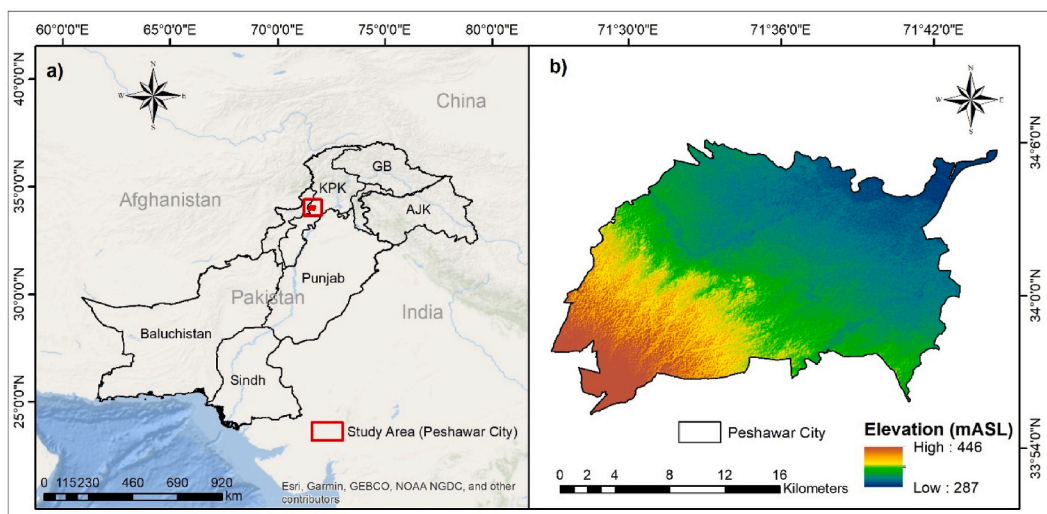 60°0'0"E 65°0'0"E 70°0'0"E 75°0'0"E 80°0'0"E
71°30'0"E 71°36'0"E 71°42'0"E
a)
N
W E
S
China
GB
KPK
Afghanistan
AJK
Punjab
Pakistan
India
Baluchistan
Sindh
Study Area (Peshawar City)
0 115 230 460 690 920
km
Esri, Garmin, GEBCO, NOAA NGDC, and other
contributors
40°0'0"N
35°0'0"N
30°0'0"N
25°0'0"N
b)
N
W E
S
34°6'0"N
34°0'0"N
33°54'0"N
Peshawar City
Elevation (mASL)
High : 446
Low : 287
0 2 4 8 12 16
Kilometers